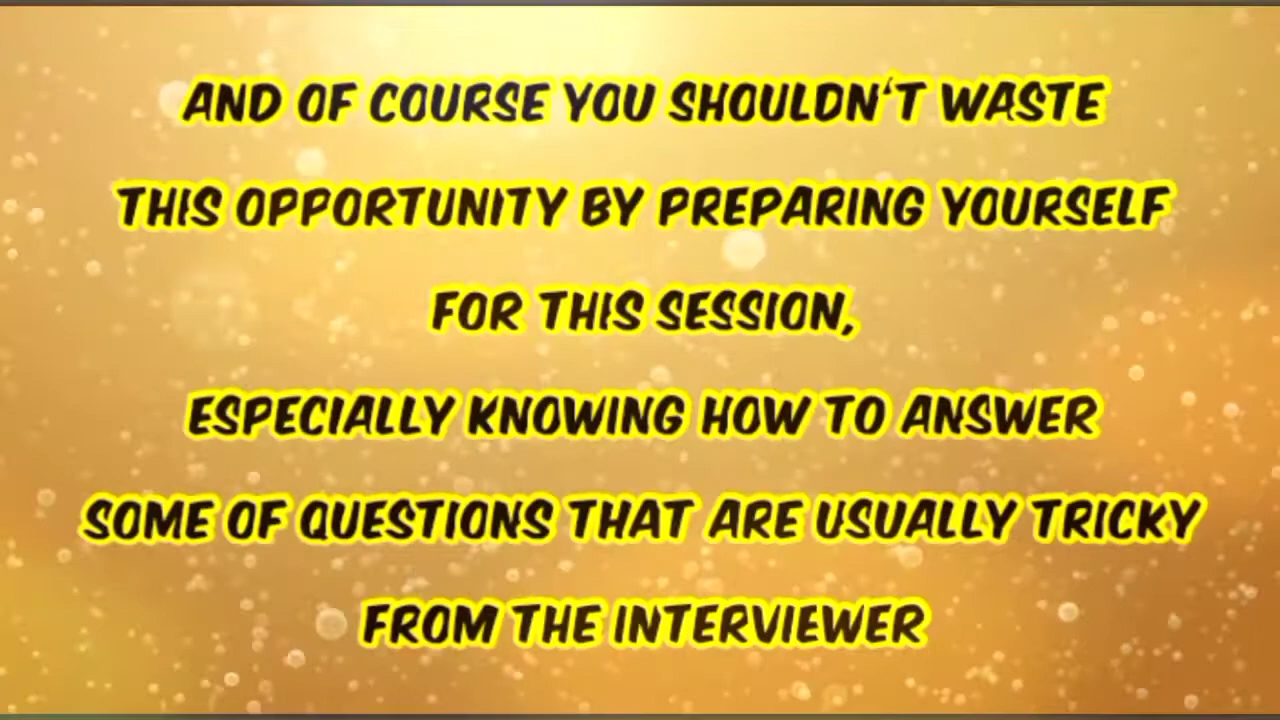 AND OF COURSE YOU SHOULDN'T WASTE
THIS OPPORTUNITY BY PREPARING YOURSELF
FOR THIS SESSION,
ESPECIALLY KNOWING HOW TO ANSWER
SOME OF QUESTIONS THAT ARE USUALLY TRICKY
FROM THE INTERVIEWER